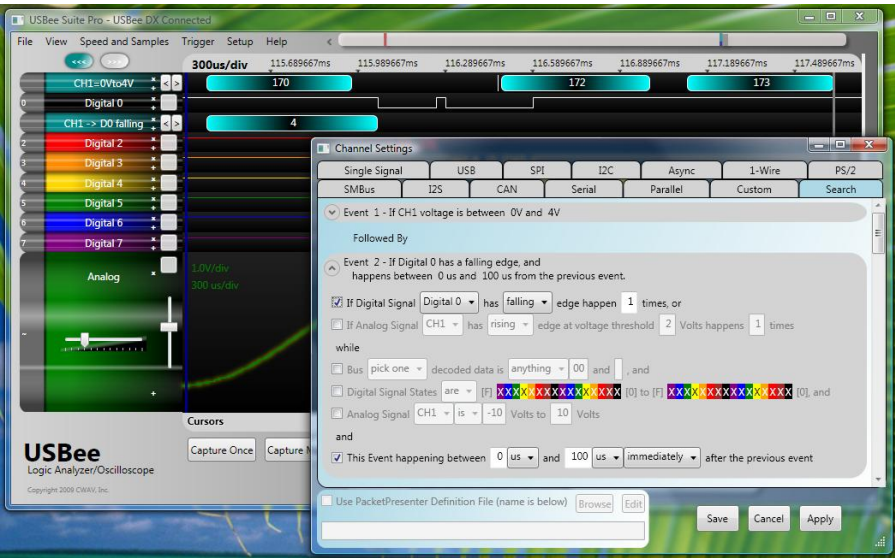 USBee Suite Pro - USBee DX Connected
File View Speed and Samples Trigger Setup Help <
<<< >>> 300us/div 115.689667ms 115.989667ms 116.289667ms 116.589667ms 116.889667ms 117.189667ms 117.489667ms
CH1=0Vto4V < > 170 172 173
0 Digital 0
CH1 -> D0 falling < > 4
2 Digital 2
3 Digital 3
4 Digital 4
5 Digital 5
6 Digital 6
7 Digital 7
Analog
1.0V/div
300 us/div
Cursors
Capture Once
USBee
Logic Analyzer/Oscilloscope
Copyright 2009 CWAV, Inc.
Channel Settings
Single Signal USB SPI I2C Async 1-Wire PS/2
SMBus I2S CAN Serial Parallel Custom Search
Event 1 - If CH1 voltage is between 0V and 4V
Followed By
Event 2 - If Digital 0 has a falling edge, and
happens between 0 us and 100 us from the previous event.
If Digital Signal Digital 0 has falling edge happen 1 times, or
If Analog Signal CH1 has rising edge at voltage threshold 2 Volts happens 1 times
while
Bus pick one decoded data is anything 00 and , and
Digital Signal States are [F] XXXXXXXXXXXXXXXX [0] to [F] XXXXXXXXXXXXXXXX [0], and
Analog Signal CH1 is -10 Volts to 10 Volts
and
This Event happening between 0 us and 100 us immediately after the previous event
Use PacketPresenter Definition File (name is below) Browse Edit
Save Cancel Apply